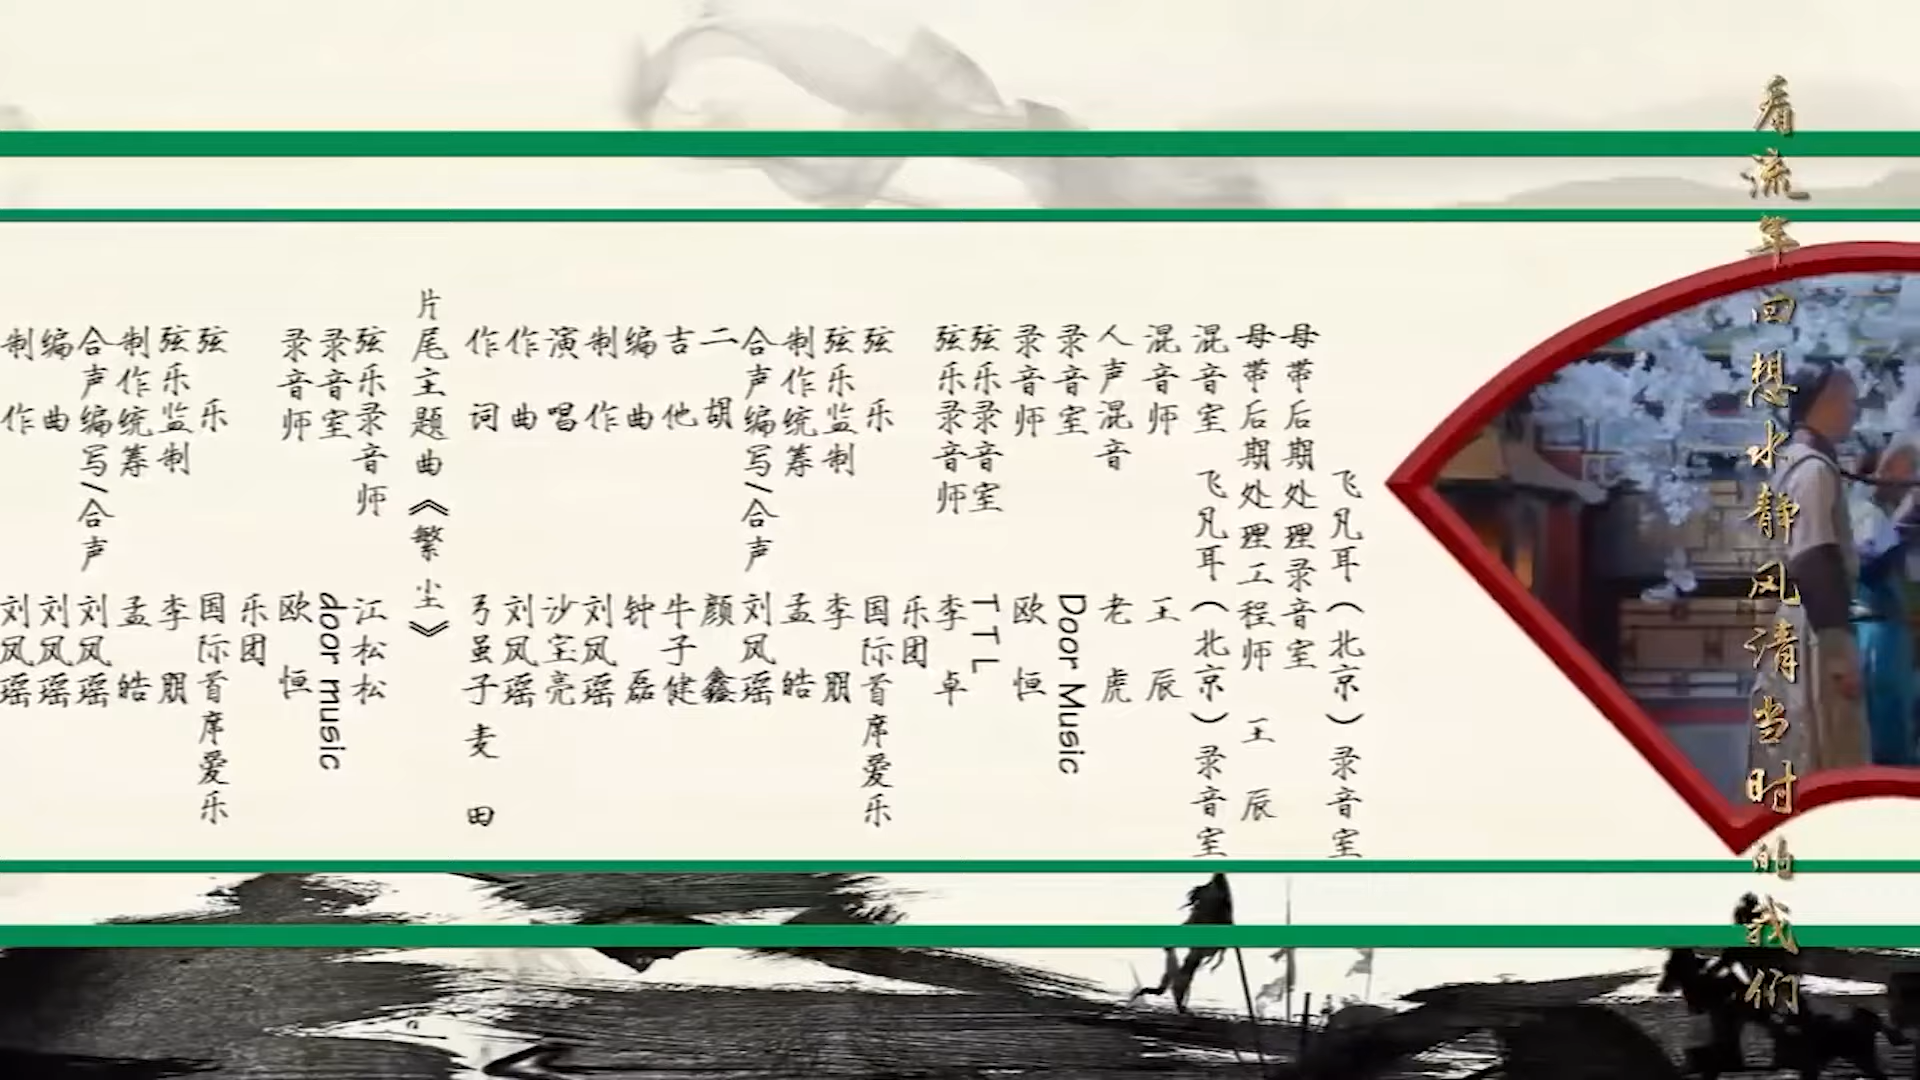 制作 刘风瑶
编曲 刘风瑶
合声编写/合声 刘风瑶
制作统筹 孟皓
弦乐监制 李朋
弦乐 国际首席爱乐
乐团
录音师 欧恒
录音室 door music
弦乐录音师 江松松
片尾主题曲《繁尘》
作词 弓虽子 麦田
作曲 刘风瑶
演唱 沙宝亮
制作 刘风瑶
编曲 钟磊
吉他 牛子健
二胡 颜鑫
合声编写/合声 刘风瑶
制作统筹 孟皓
弦乐监制 李朋
弦乐 国际首席爱乐
乐团
弦乐录音师 李卓
弦乐录音室 TTL
录音师 欧恒
录音室 Door Music
人声混音 老虎
混音师 王辰
混音室 飞凡耳（北京）录音室
母带后期处理工程师 王辰
母带后期处理录音室
飞凡耳（北京）录音室
看流年回想水静风清当时的我们